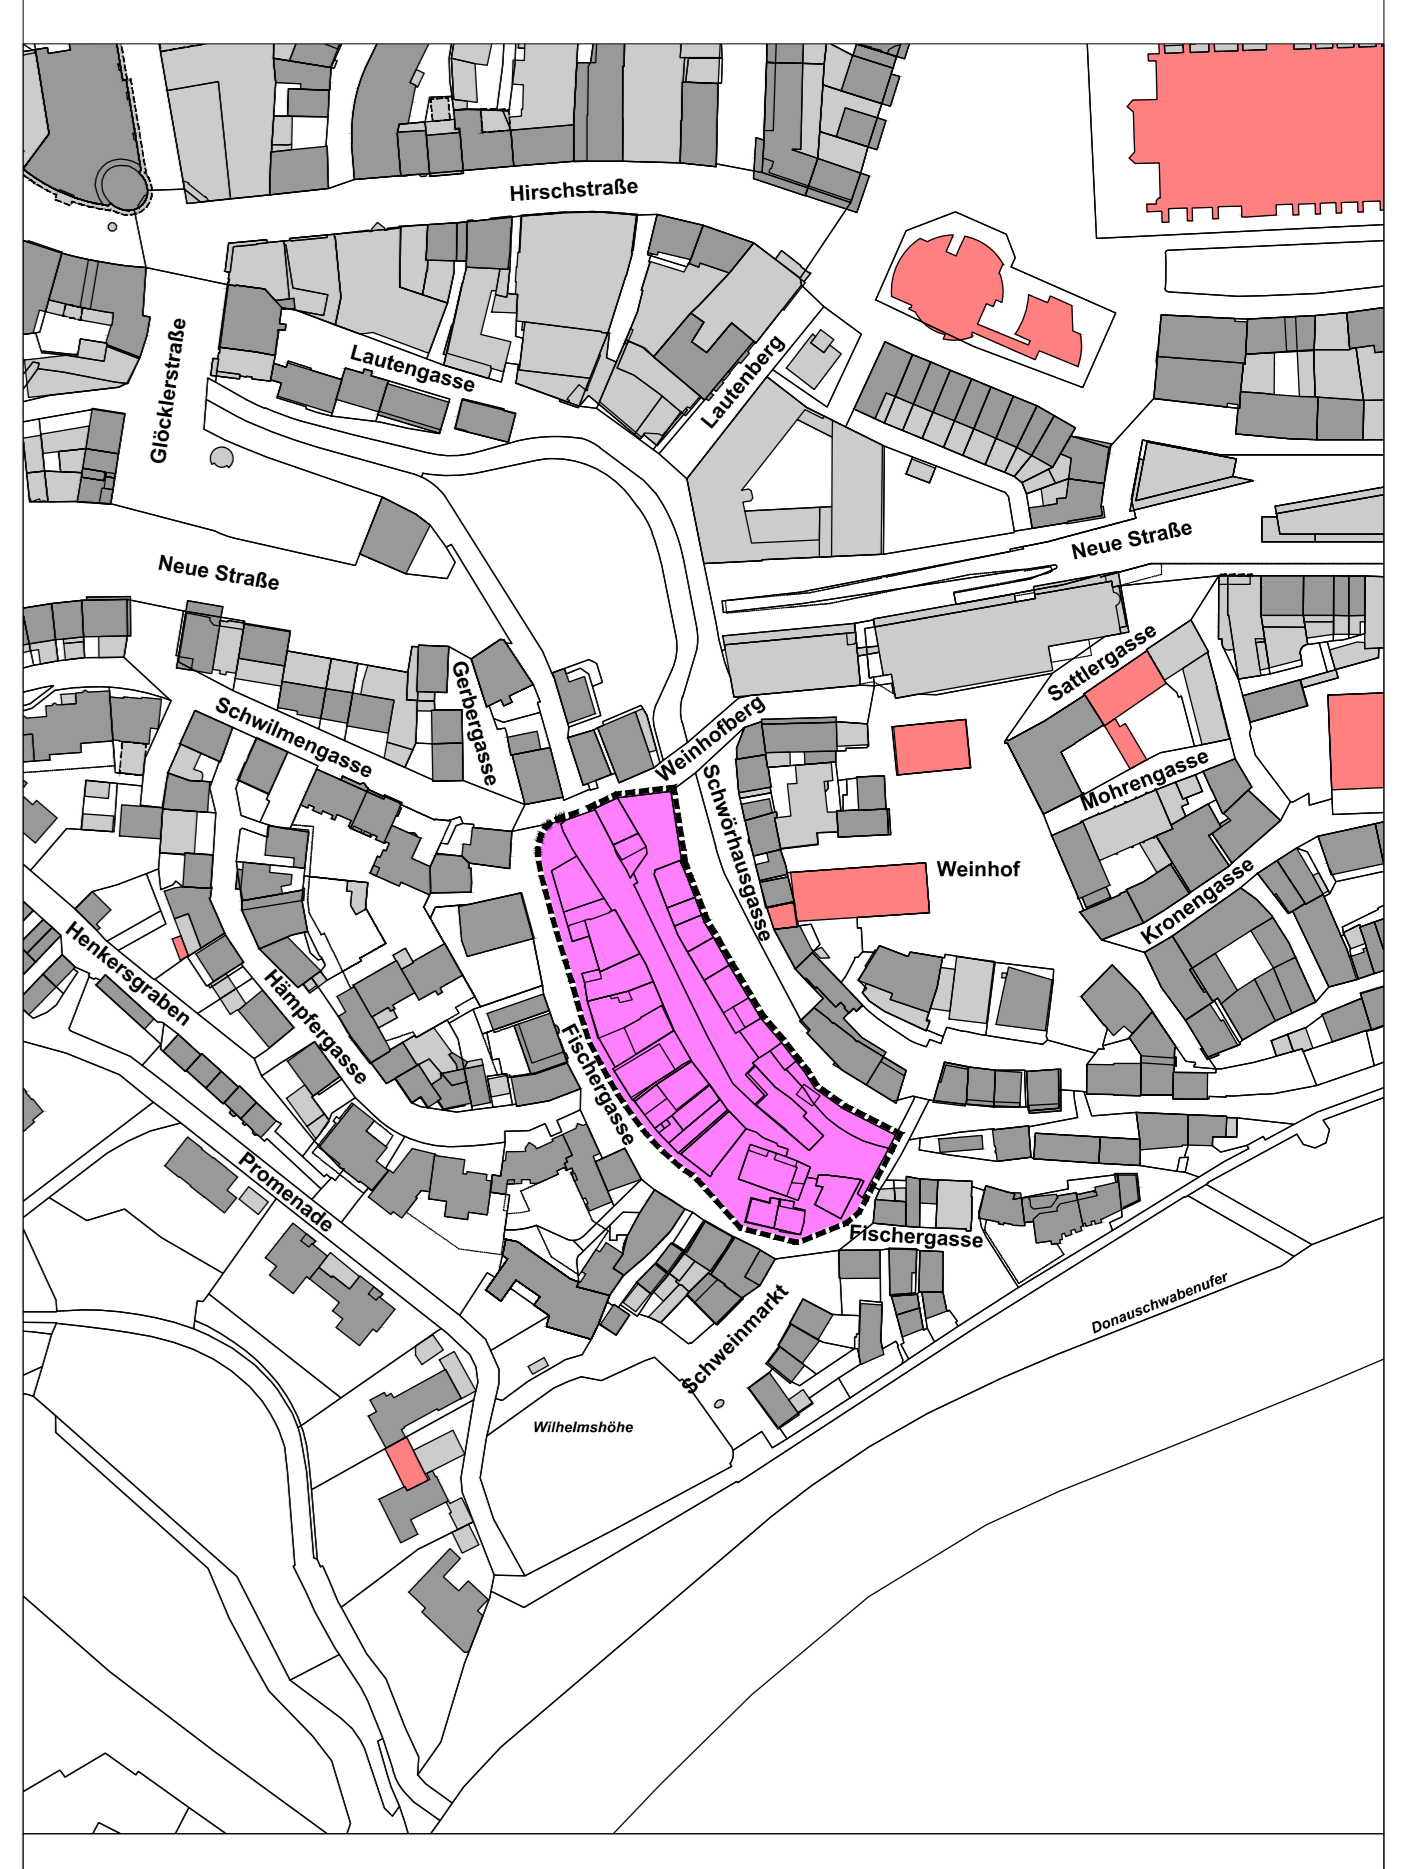 Hirschstraße
Lautengasse
Lautenberg
Glöcklerstraße
Neue Straße
Neue Straße
Sattlergasse
Gerbergasse
Schwilmengasse
Weinhofberg
Mohrengasse
Schwörhausgasse
Weinhof
Kronengasse
Henkersgraben
Hämpfergasse
Fischergasse
Promenade
Fischergasse
Donauschwabenufer
Schweinmarkt
Wilhelmshöhe